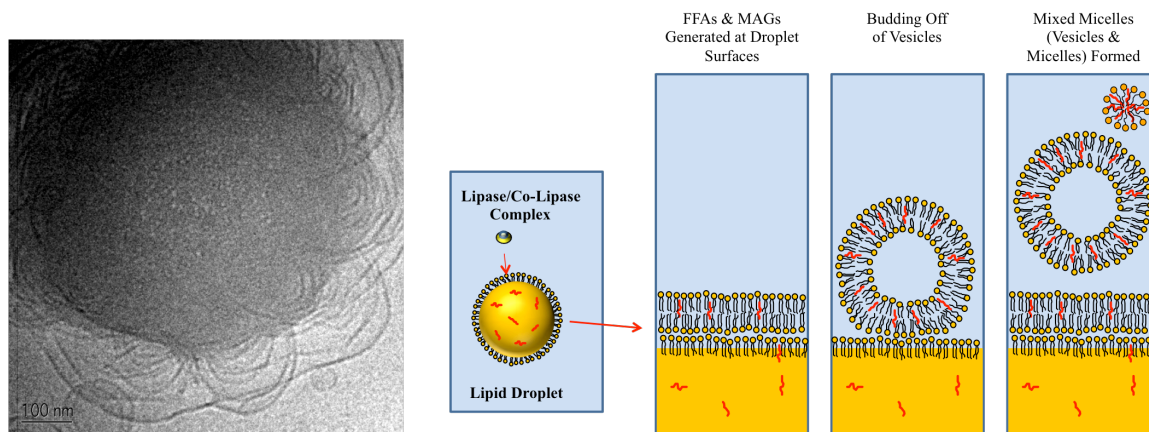 100 nm
Lipase/Co-Lipase
Complex
Lipid Droplet
FFAs & MAGs
Generated at Droplet
Surfaces
Budding Off
of Vesicles
Mixed Micelles
(Vesicles &
Micelles) Formed